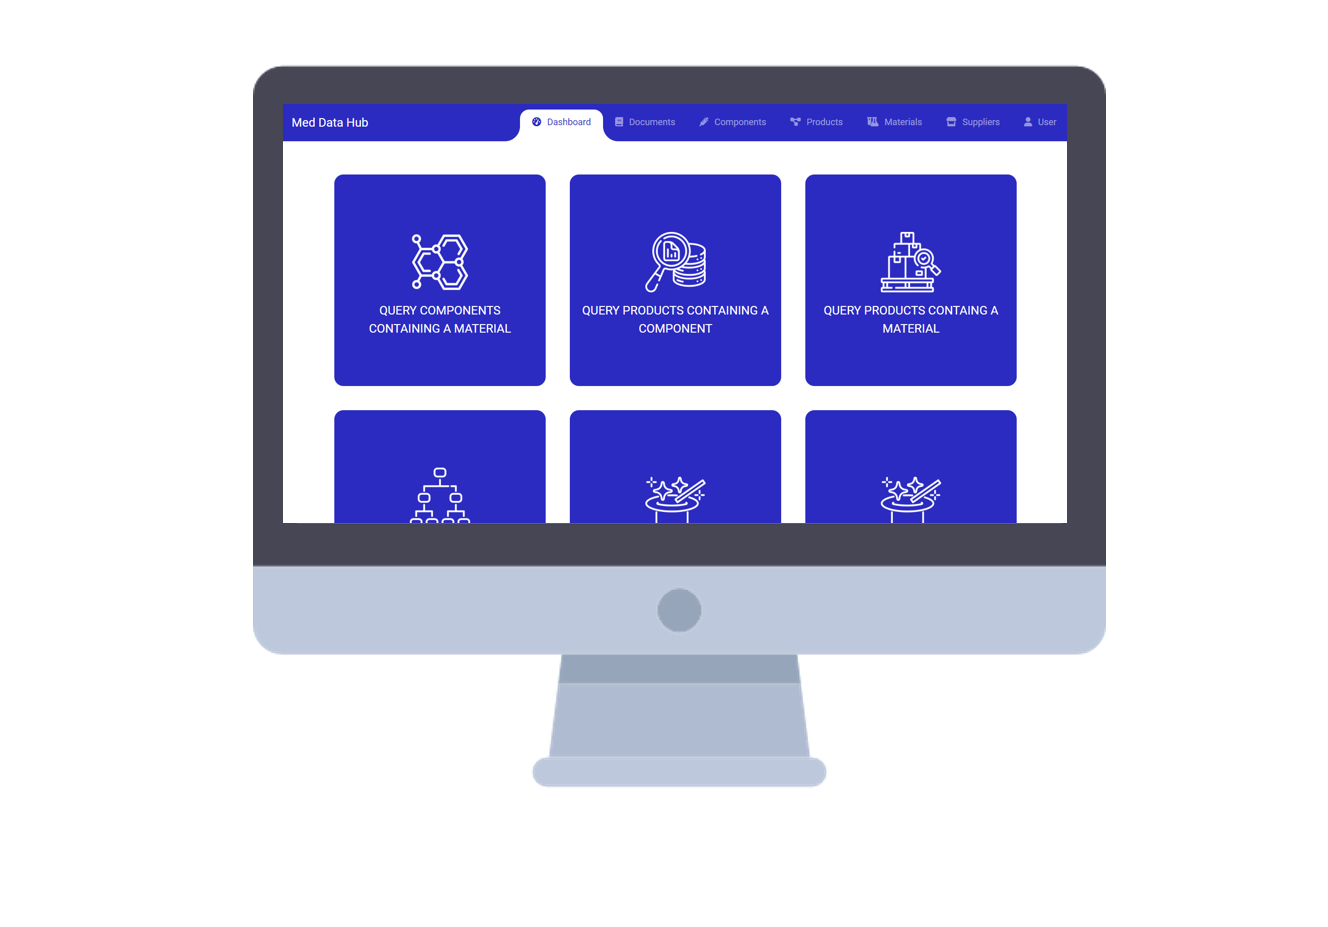 Med Data Hub
Dashboard Documents Components Products Materials Suppliers User
QUERY COMPONENTS
CONTAINING A MATERIAL
QUERY PRODUCTS CONTAINING A
COMPONENT
QUERY PRODUCTS CONTAING A
MATERIAL